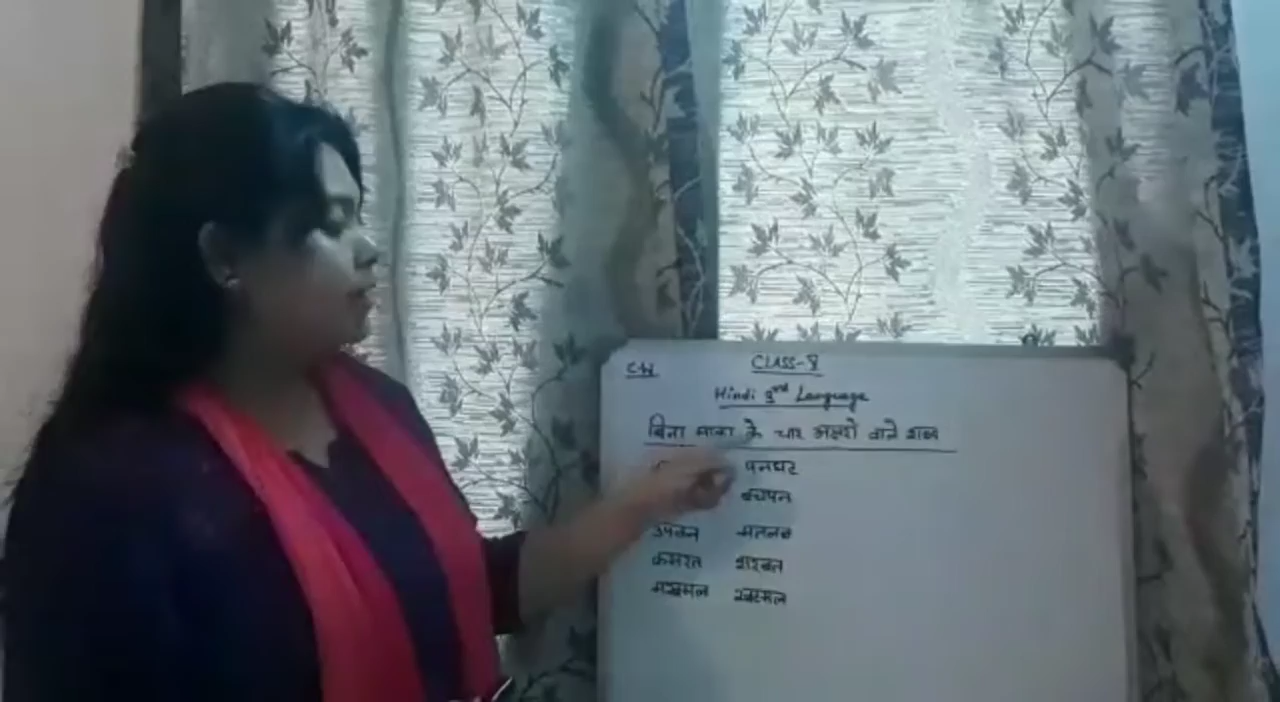 C.W
CLASS-V
Hindi 3rd Language
बिना मात्रा के चार अक्षरो वाले शब्द
पनघट
बचपन
उपवन मतलब
कसरत शरबत
मखमल खटमल